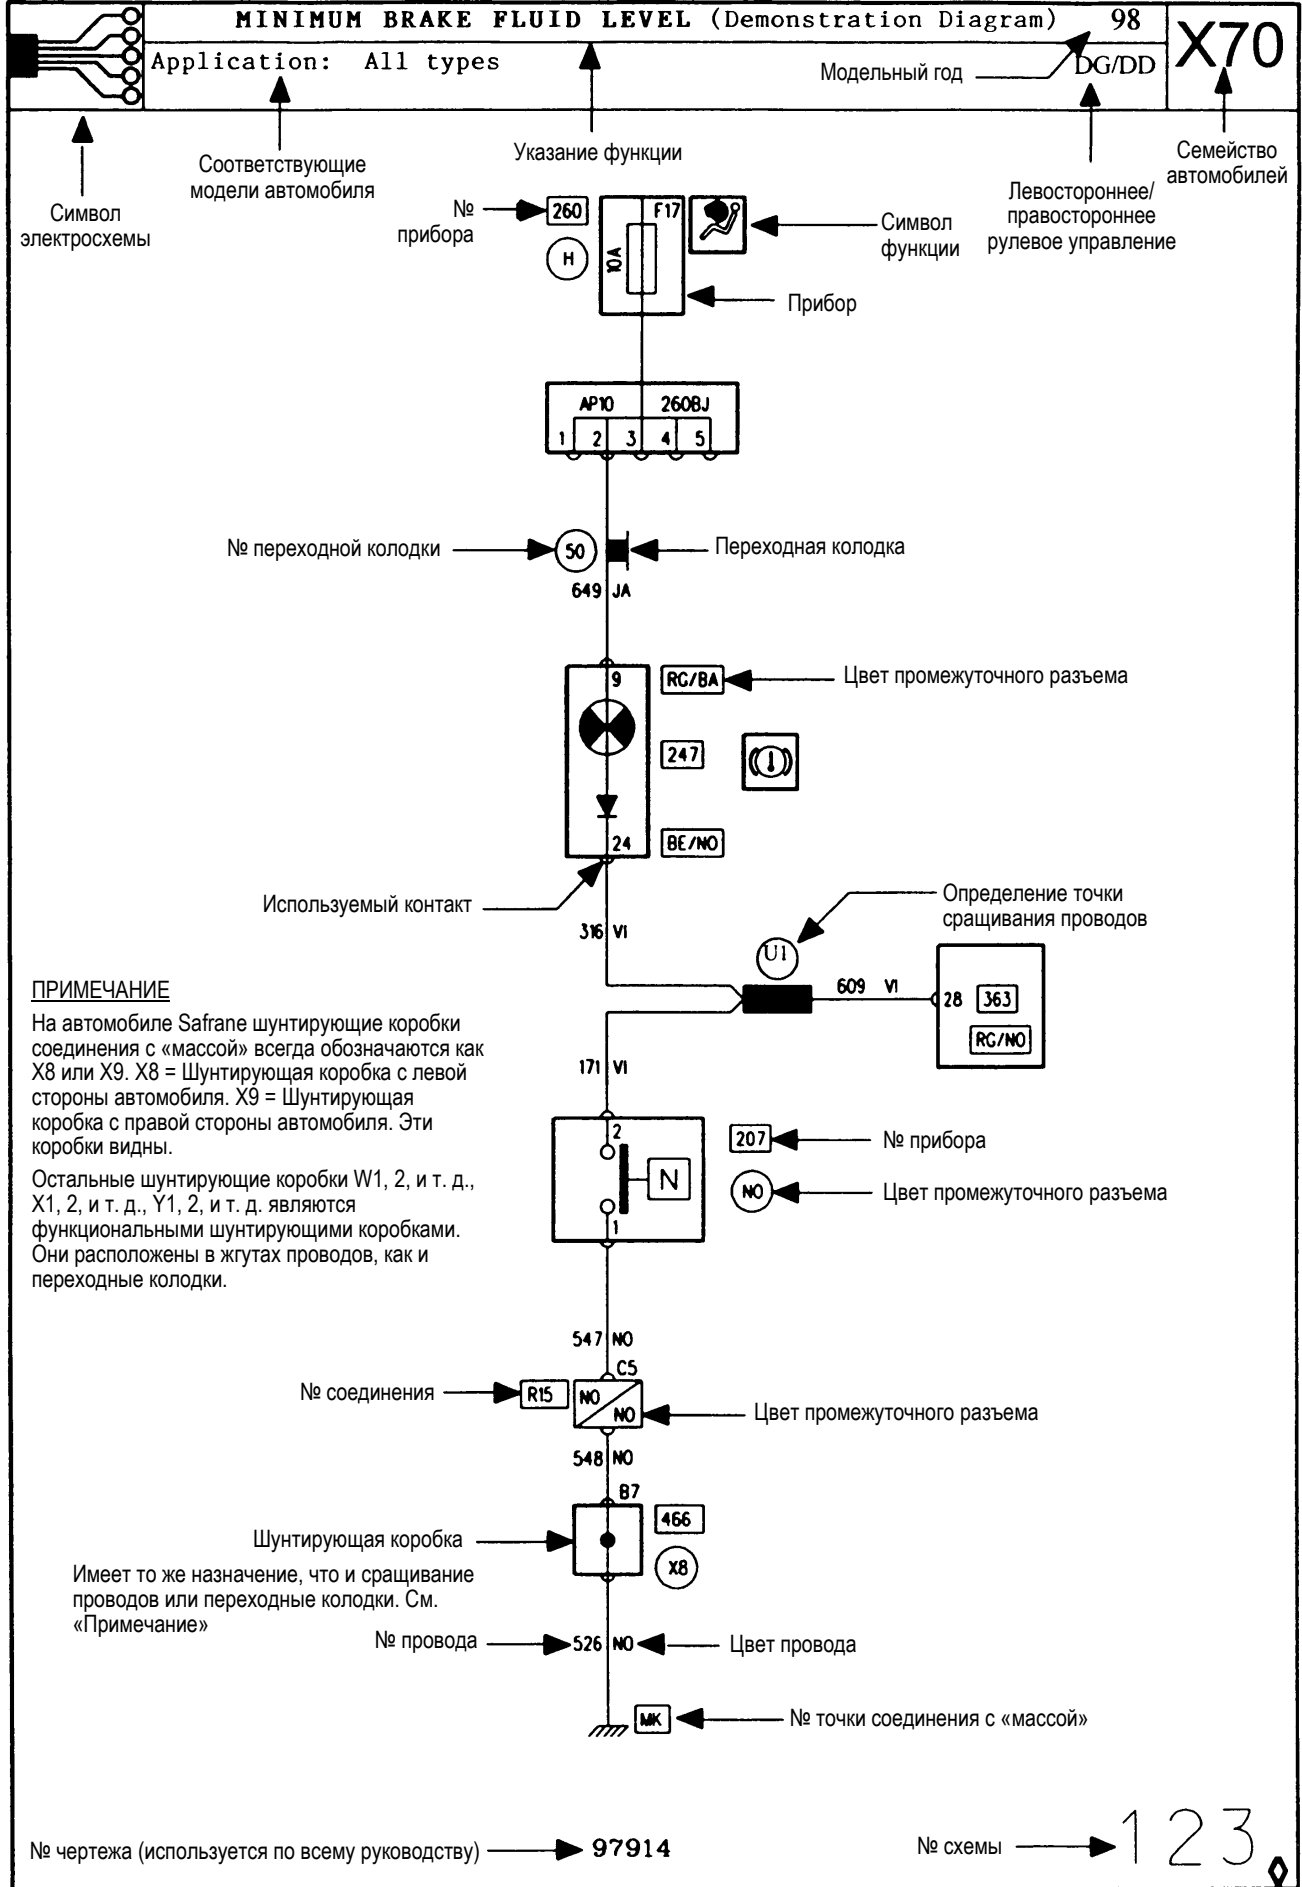 MINIMUM BRAKE FLUID LEVEL (Demonstration Diagram)
98
X70
Application: All types
Модельный год
DG/DD
Символ
электросхемы
Соответствующие
модели автомобиля
Указание функции
Левостороннее/
правостороннее
рулевое управление
Семейство
автомобилей
№
прибора
260
H
F17
10A
Символ
функции
Прибор
AP10 260BJ
1 2 3 4 5
№ переходной колодки
50
Переходная колодка
649 JA
9
RG/BA
Цвет промежуточного разъема
247
24
BE/NO
Используемый контакт
316 VI
Определение точки
сращивания проводов
U1
609 VI
28
363
RG/NO
ПРИМЕЧАНИЕ
На автомобиле Safrane шунтирующие коробки
соединения с «массой» всегда обозначаются как
X8 или X9. X8 = Шунтирующая коробка с левой
стороны автомобиля. X9 = Шунтирующая
коробка с правой стороны автомобиля. Эти
коробки видны.
Остальные шунтирующие коробки W1, 2, и т. д.,
X1, 2, и т. д., Y1, 2, и т. д. являются
функциональными шунтирующими коробками.
Они расположены в жгутах проводов, как и
переходные колодки.
171 VI
2
N
1
207
№ прибора
NO
Цвет промежуточного разъема
547 NO
C5
№ соединения
R15
NO
NO
Цвет промежуточного разъема
548 NO
B7
466
X8
Шунтирующая коробка
Имеет то же назначение, что и сращивание
проводов или переходные колодки. См.
«Примечание»
№ провода
526 NO
Цвет провода
MK
№ точки соединения с «массой»
№ чертежа (используется по всему руководству)
97914
№ схемы
123